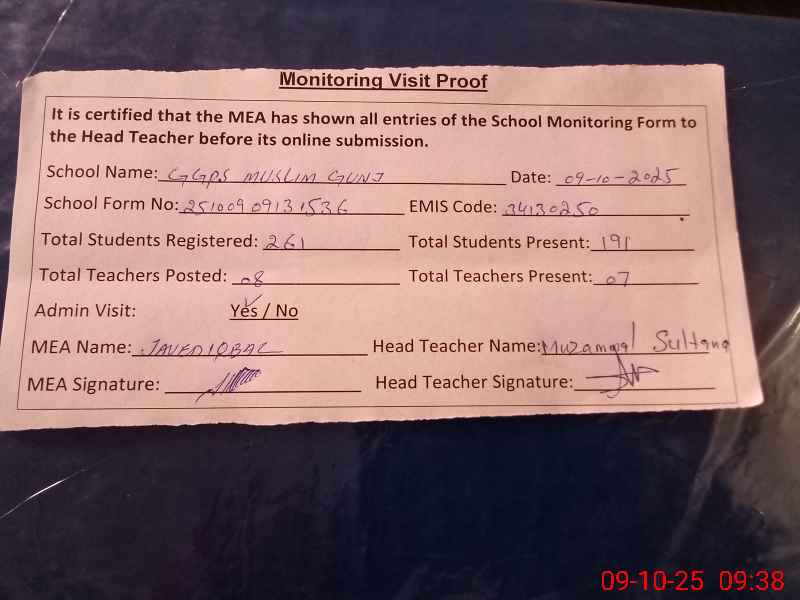 Monitoring Visit Proof
It is certified that the MEA has shown all entries of the School Monitoring Form to
the Head Teacher before its online submission.
School Name: GGPS MUSLIM GUNJ Date: 09-10-2025
School Form No: 25100909131536 EMIS Code: 34130250
Total Students Registered: 261 Total Students Present: 191
Total Teachers Posted: 08 Total Teachers Present: 07
Admin Visit: Yes / No
MEA Name: JAVED IQBAL Head Teacher Name: Muzammal Sultana
MEA Signature: Head Teacher Signature:
09-10-25 09:38